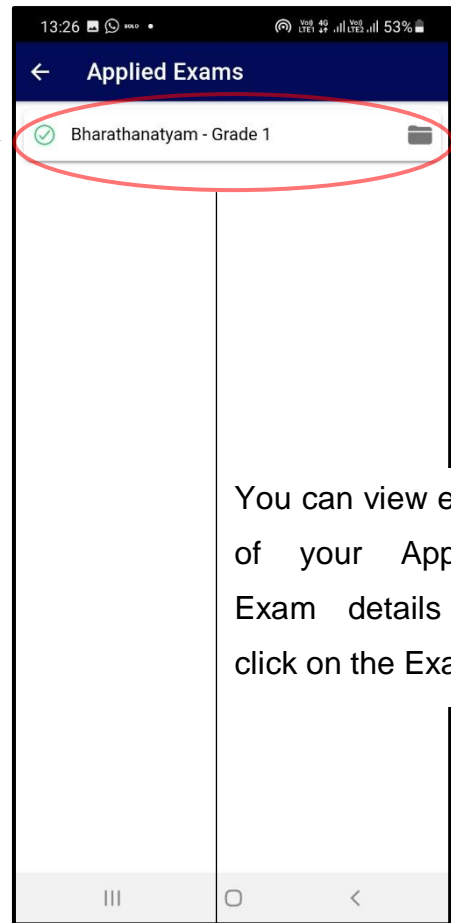 13:26 53%
Applied Exams
Bharathanatyam - Grade 1
You can view e
of your App
Exam details
click on the Exa